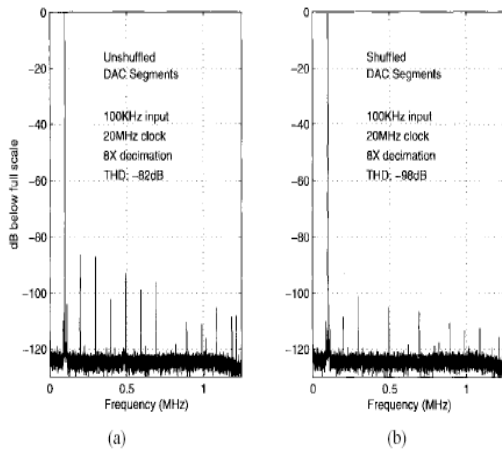 0
Unshuffled
DAC Segments
100KHz input
20MHz clock
8X decimation
THD: -82dB
-20
-40
-60
-80
-100
-120
dB below full scale
0
0.5
1
Frequency (MHz)
(a)
0
Shuffled
DAC Segments
100KHz input
20MHz clock
8X decimation
THD: -98dB
-20
-40
-60
-80
-100
-120
0
0.5
1
Frequency (MHz)
(b)